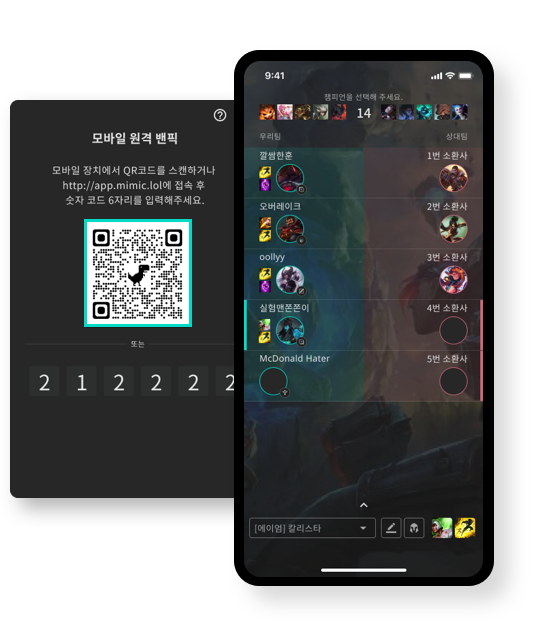 모바일 원격 밴픽
모바일 장치에서 QR코드를 스캔하거나
http://app.mimic.lol에 접속 후
숫자 코드 6자리를 입력해주세요.
또는
2 1 2 2 2 2
9:41
챔피언을 선택해 주세요.
14
우리팀 상대팀
깔쌈한훈 1번 소환사
오버레이크 2번 소환사
oollyy 3번 소환사
실험맨쫀쫀이 4번 소환사
McDonald Hater 5번 소환사
[에이엄] 칼리스타